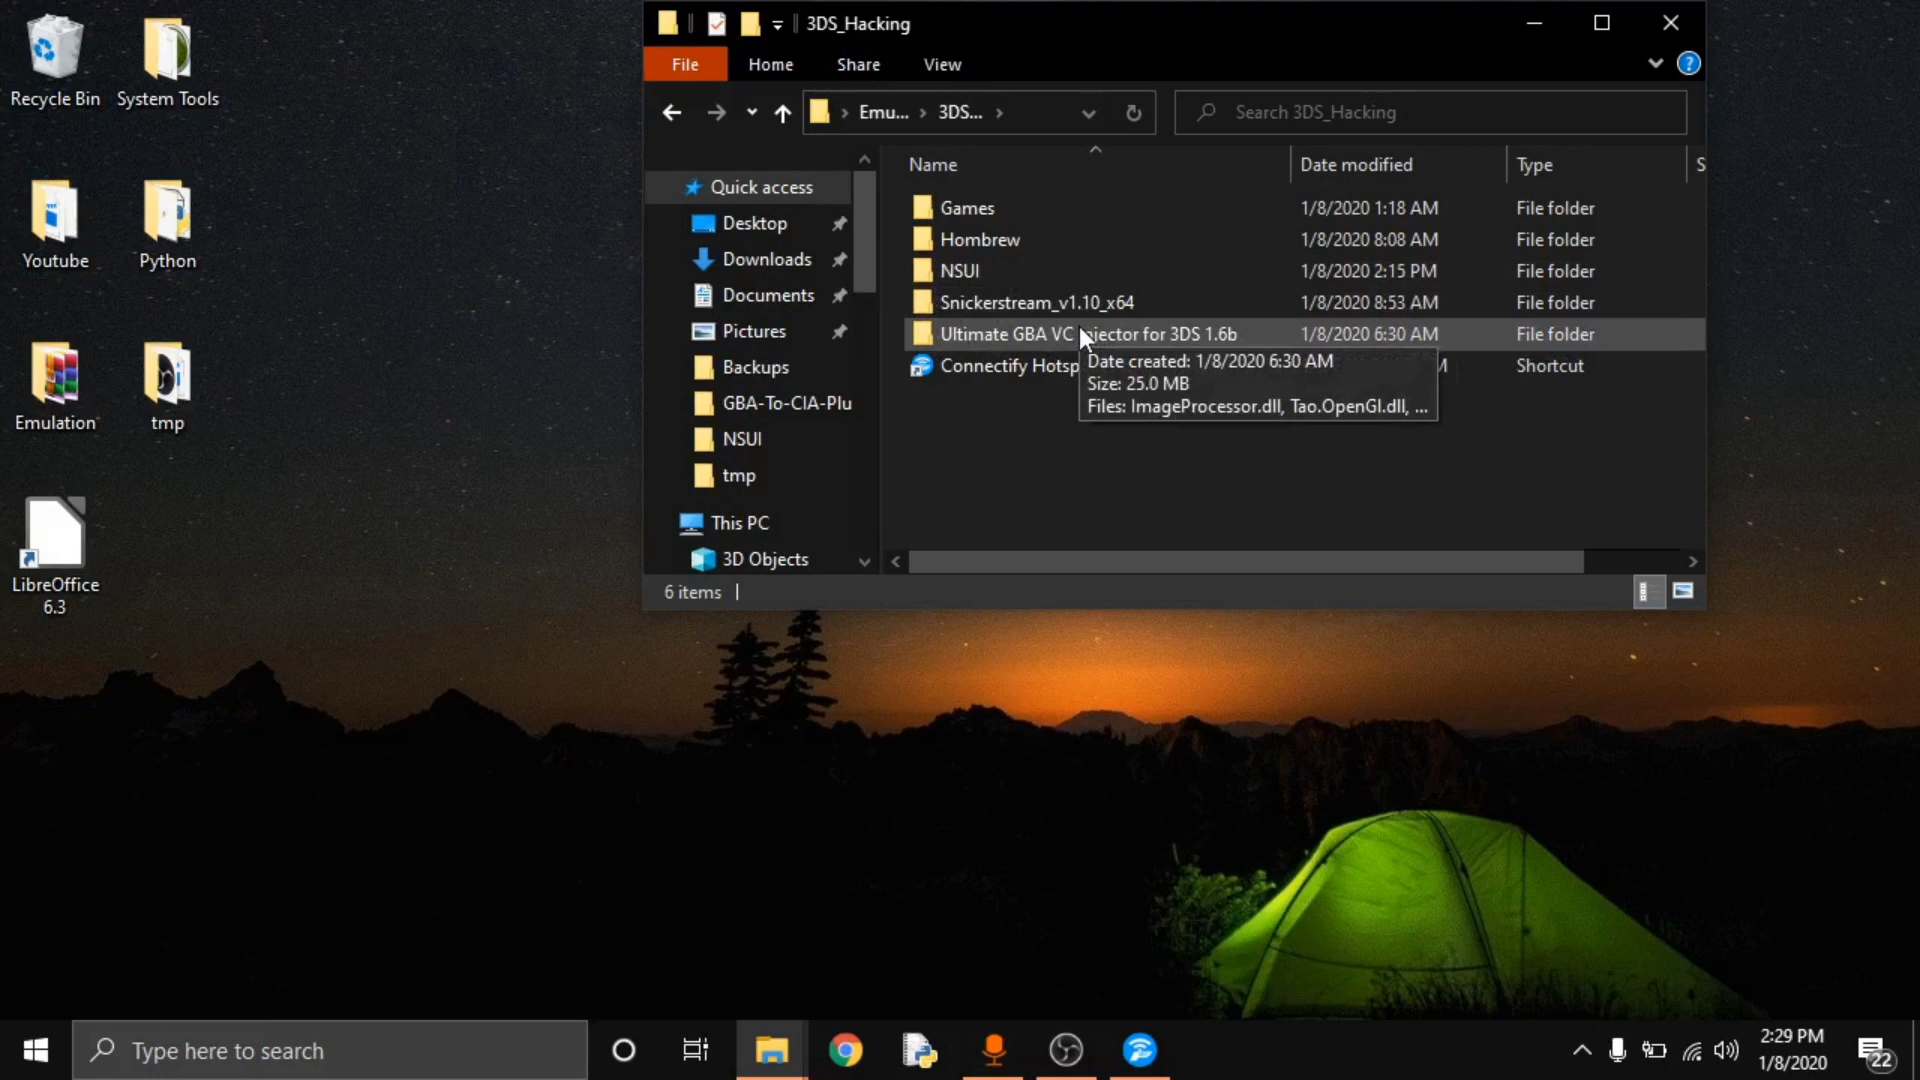 Recycle Bin
System Tools
Youtube
Python
Emulation
tmp
LibreOffice
6.3
3DS_Hacking
File
Home
Share
View
?
Emu...
3DS...
Search 3DS_Hacking
Name
Date modified
Type
S
Quick access
Desktop
Downloads
Documents
Pictures
Backups
GBA-To-CIA-Plu
NSUI
tmp
This PC
3D Objects
Games 1/8/2020 1:18 AM File folder
Hombrew 1/8/2020 8:08 AM File folder
NSUI 1/8/2020 2:15 PM File folder
Snickerstream_v1.10_x64 1/8/2020 8:53 AM File folder
Ultimate GBA VC jector for 3DS 1.6b 1/8/2020 6:30 AM File folder
Connectify Hotsp M Shortcut
Date created: 1/8/2020 6:30 AM
Size: 25.0 MB
Files: ImageProcessor.dll, Tao.OpenGl.dll, ...
6 items
Type here to search
2:29 PM
1/8/2020
22